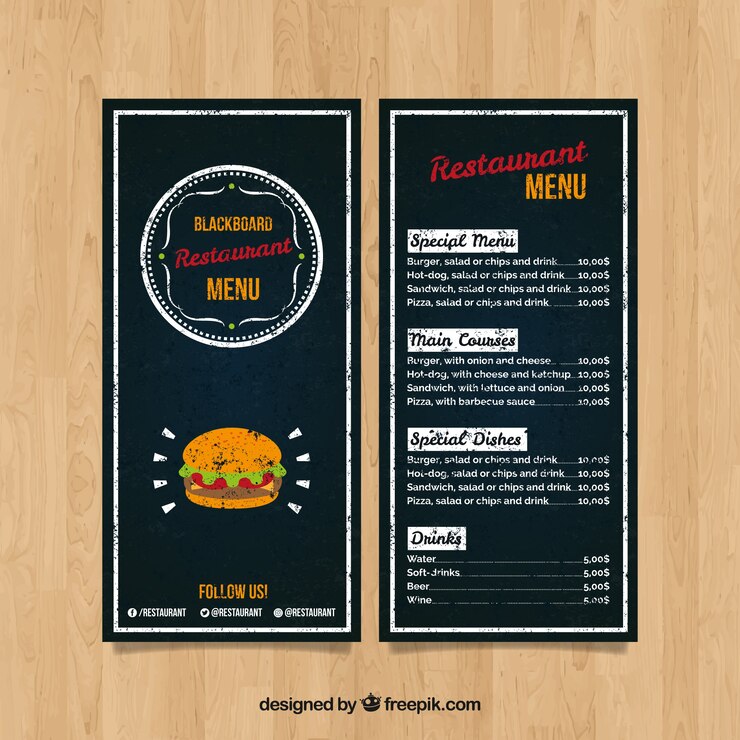 BLACKBOARD
Restaurant
MENU
FOLLOW US!
/RESTAURANT @RESTAURANT @RESTAURANT
Restaurant
MENU
Special Menu
Burger, salad or chips and drink 10,00$
Hot-dog, salad or chips and drink 10,00$
Sandwich, salad or chips and drink 10,00$
Pizza, salad or chips and drink 10,00$
Main Courses
Burger, with onion and cheese 10,00$
Hot-dog, with cheese and ketchup 10,00$
Sandwich, with lettuce and onion 10,00$
Pizza, with barbecue sauce 10,00$
Special Dishes
Burger, salad or chips and drink 10,00$
Hot-dog, salad or chips and drink 10,00$
Sandwich, salad or chips and drink 10,00$
Pizza, salad or chips and drink 10,00$
Drinks
Water 5,00$
Soft-drinks 5,00$
Beer 5,00$
Wine 5,00$
designed by freepik.com